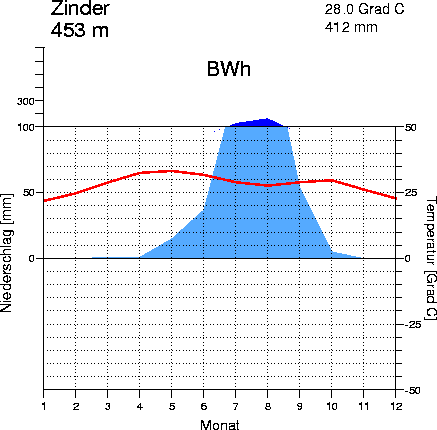 Zinder
453 m
28.0 Grad C
412 mm
BWh
300
100
50
50
25
0
0
-25
-50
Niederschlag [mm]
Temperatur [Grad C]
1 2 3 4 5 6 7 8 9 10 11 12
Monat